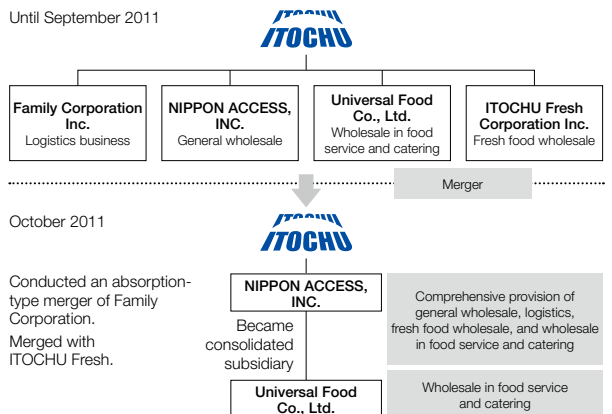 Until September 2011
ITOCHU
ITOCHU
Family Corporation
Inc.
Logistics business
NIPPON ACCESS,
INC.
General wholesale
Universal Food
Co., Ltd.
Wholesale in food
service and catering
ITOCHU Fresh
Corporation Inc.
Fresh food wholesale
Merger
October 2011
ITOCHU
ITOCHU
Conducted an absorption-
type merger of Family
Corporation.
Merged with
ITOCHU Fresh.
NIPPON ACCESS,
INC.
Became
consolidated
subsidiary
Comprehensive provision of
general wholesale, logistics,
fresh food wholesale, and wholesale
in food service and catering
Universal Food
Co., Ltd.
Wholesale in food service
and catering